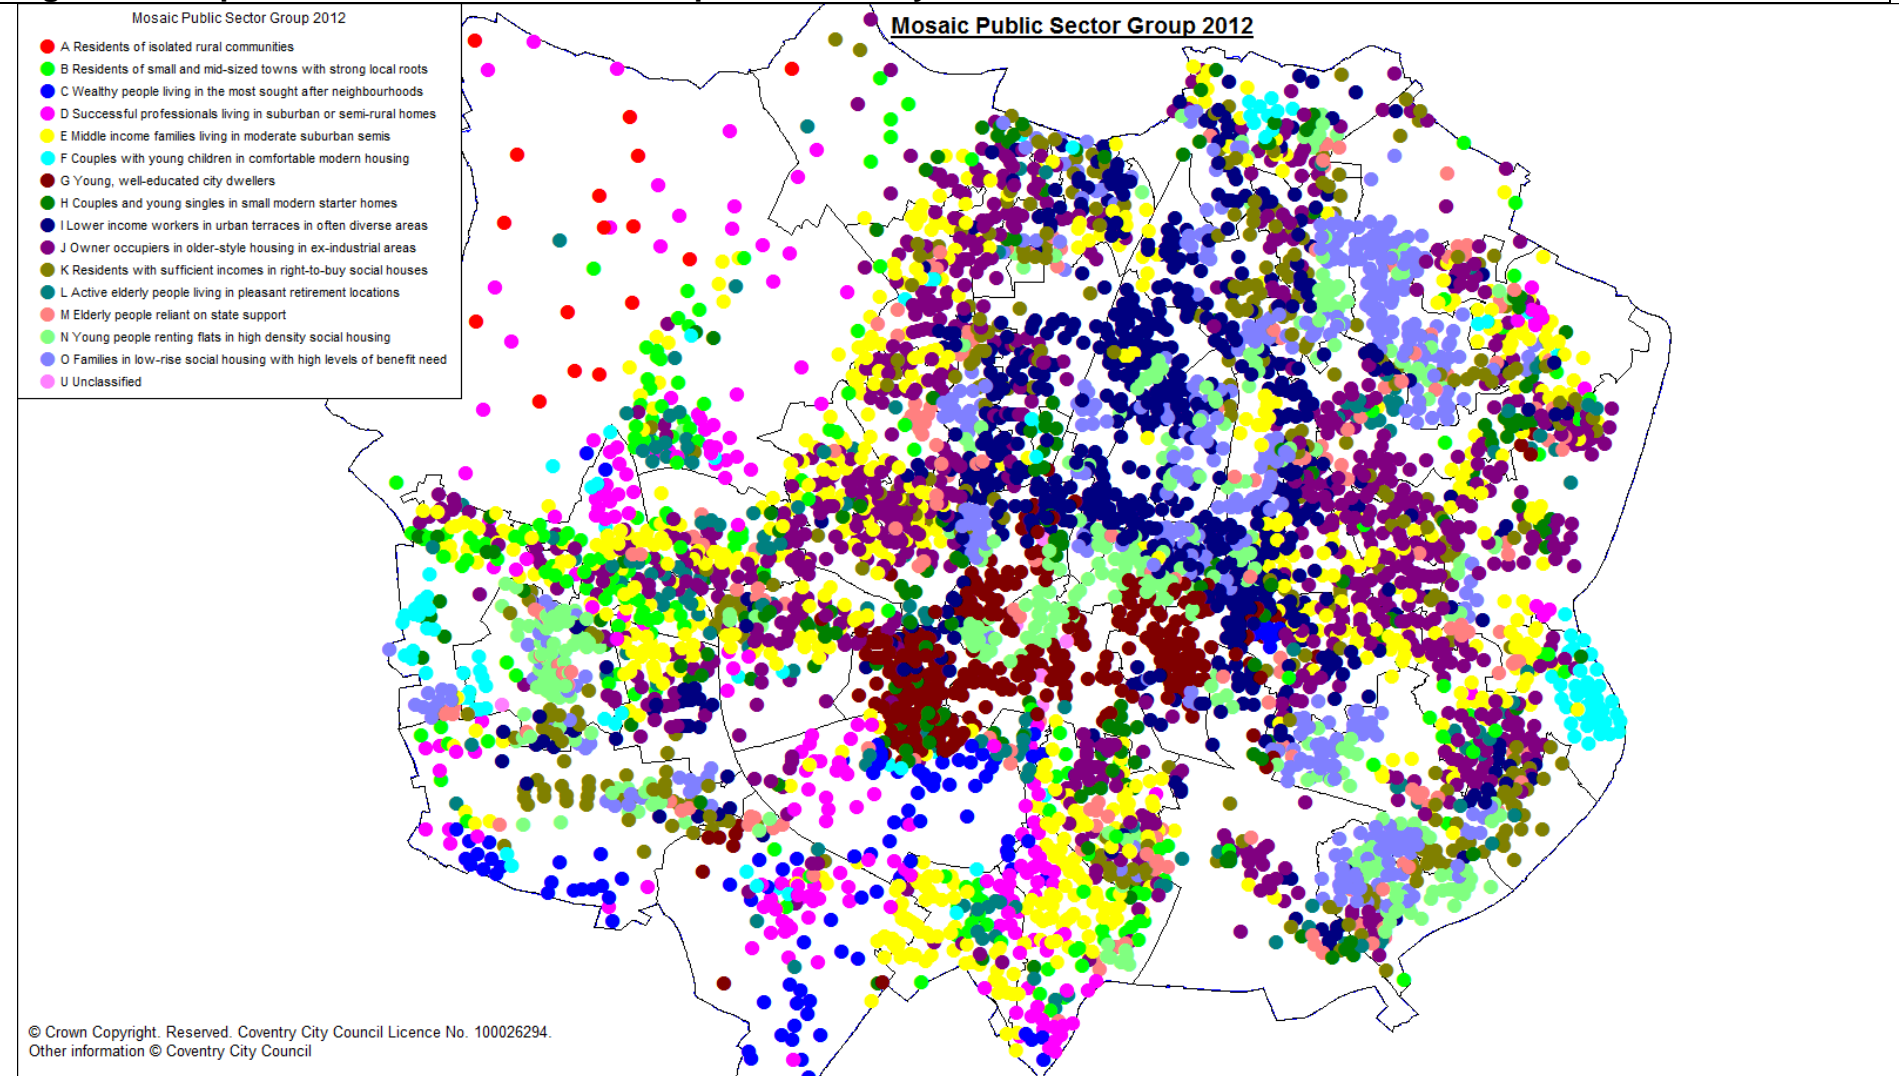 Mosaic Public Sector Group 2012
Mosaic Public Sector Group 2012
A Residents of isolated rural communities
B Residents of small and mid-sized towns with strong local roots
C Wealthy people living in the most sought after neighbourhoods
D Successful professionals living in suburban or semi-rural homes
E Middle income families living in moderate suburban semis
F Couples with young children in comfortable modern housing
G Young, well-educated city dwellers
H Couples and young singles in small modern starter homes
I Lower income workers in urban terraces in often diverse areas
J Owner occupiers in older-style housing in ex-industrial areas
K Residents with sufficient incomes in right-to-buy social houses
L Active elderly people living in pleasant retirement locations
M Elderly people reliant on state support
N Young people renting flats in high density social housing
O Families in low-rise social housing with high levels of benefit need
U Unclassified
© Crown Copyright. Reserved. Coventry City Council Licence No. 100026294.
Other information © Coventry City Council